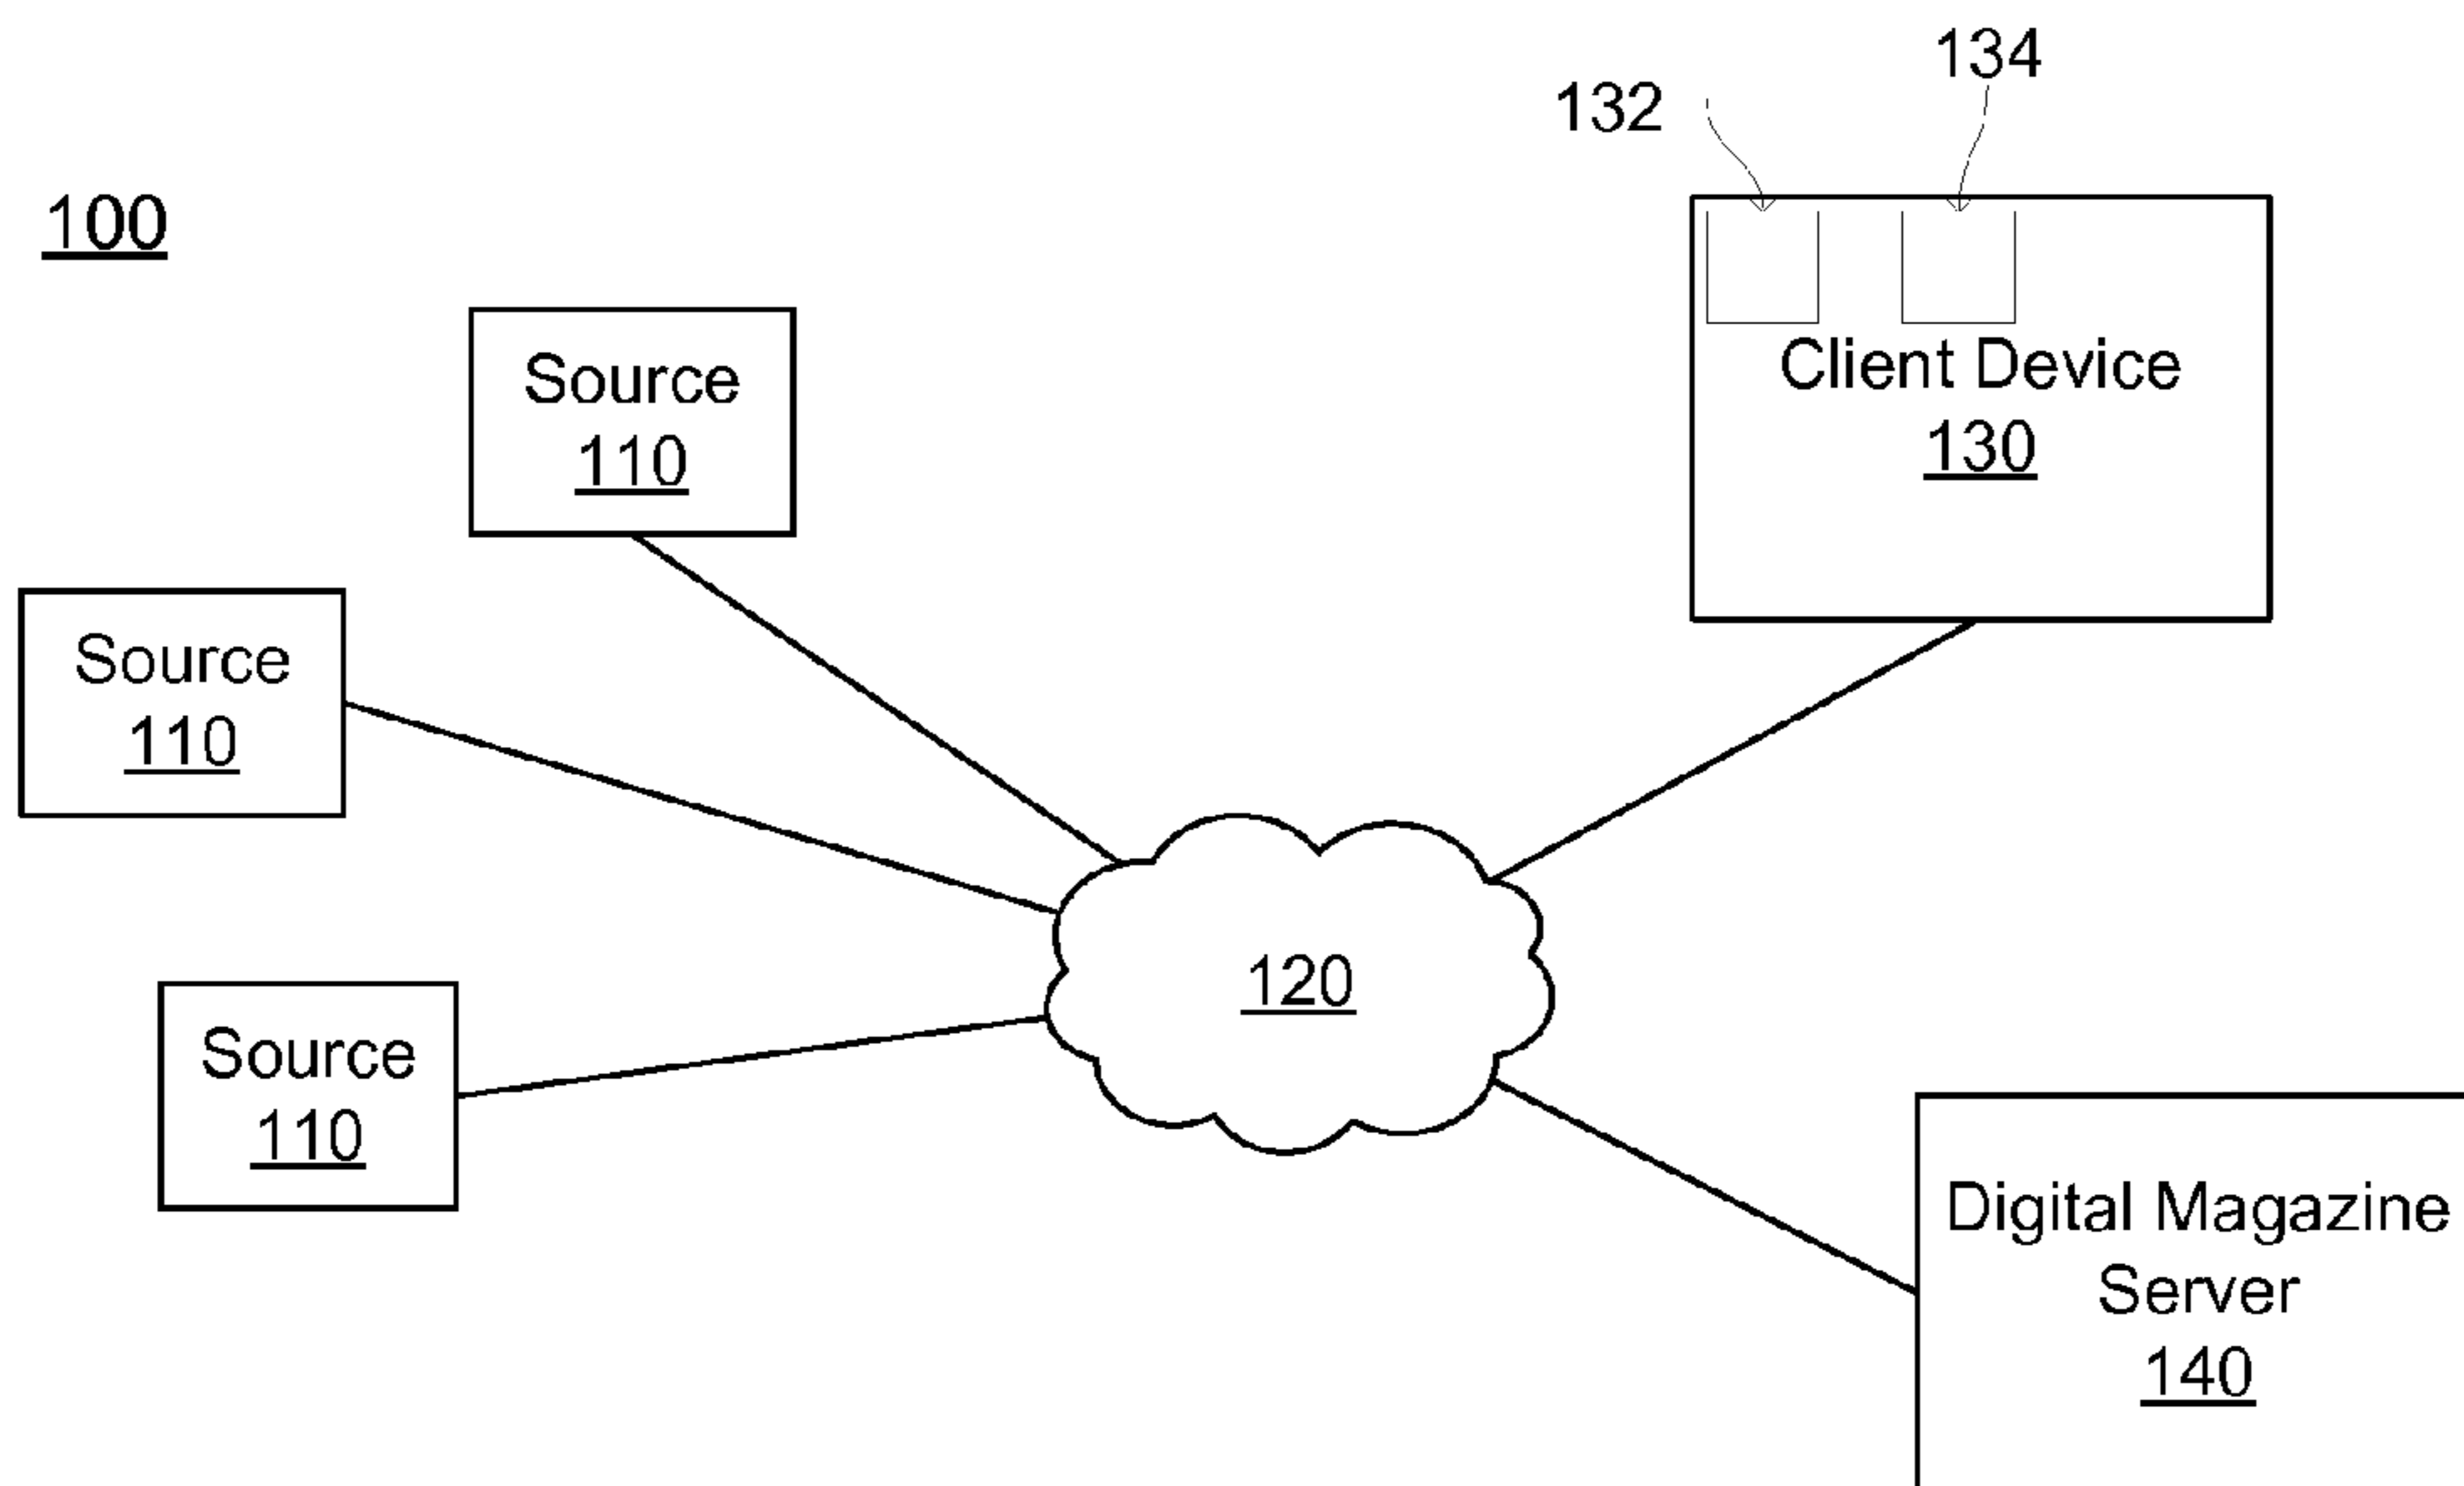 134
132
100
Source
110
Client Device
130
Source
110
120
Source
110
Digital Magazine
Server
140